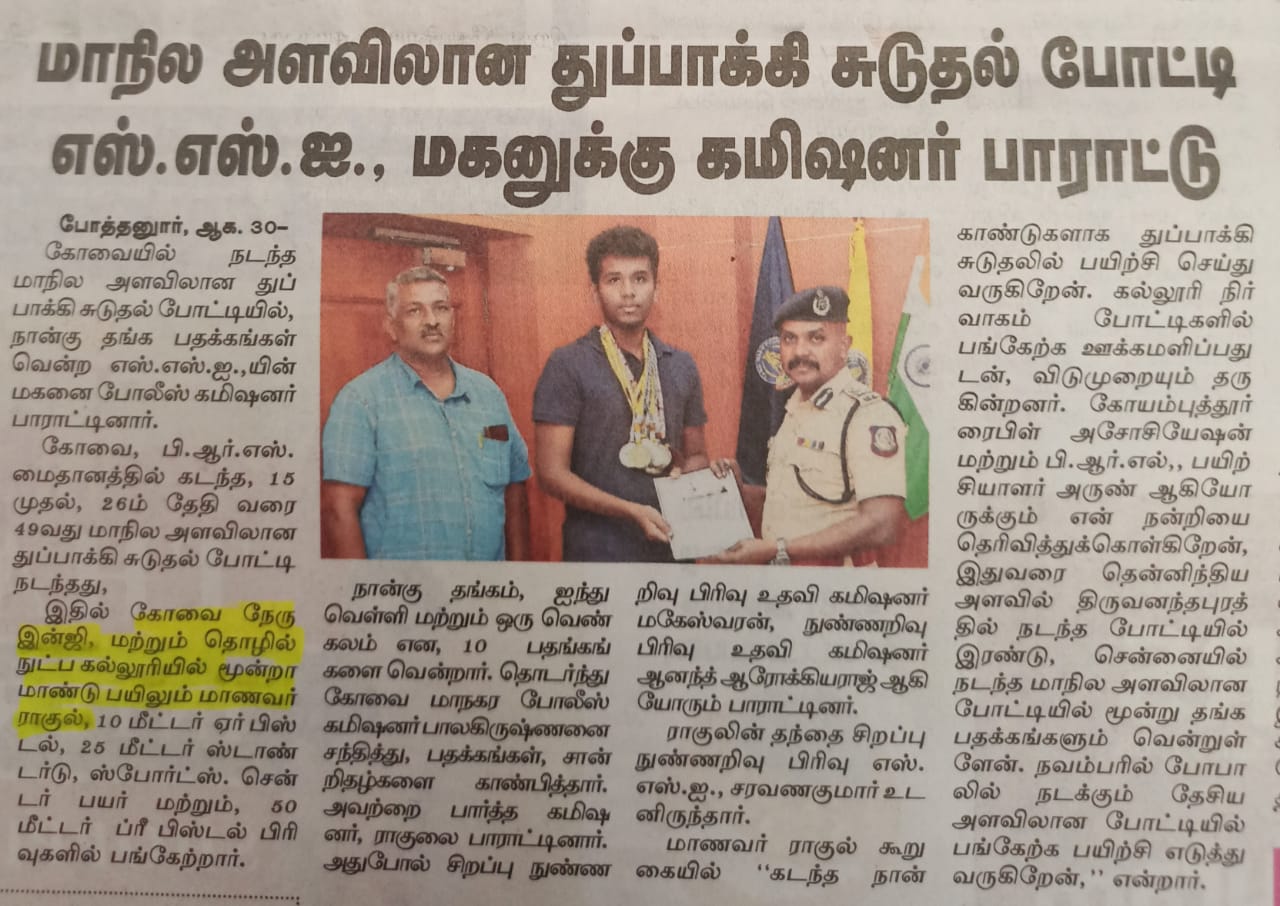 மாநில அளவிலான துப்பாக்கி சுடுதல் போட்டி
எஸ்.எஸ்.ஐ., மகனுக்கு கமிஷனர் பாராட்டு
போத்தனூர், ஆக. 30–
கோவையில் நடந்த
மாநில அளவிலான துப்
பாக்கி சுடுதல் போட்டியில்,
நான்கு தங்க பதக்கங்கள்
வென்ற எஸ்.எஸ்.ஐ.,யின்
மகனை போலீஸ் கமிஷனர்
பாராட்டினார்.
கோவை, பி.ஆர்.எஸ்.
மைதானத்தில் கடந்த, 15
முதல், 26ம் தேதி வரை
49வது மாநில அளவிலான
துப்பாக்கி சுடுதல் போட்டி
நடந்தது,
இதில் கோவை நேரு
இன்ஜி, மற்றும் தொழில்
நுட்ப கல்லூரியில் மூன்றா
மாண்டு பயிலும் மாணவர்
ராகுல், 10 மீட்டர் ஏர் பிஸ்
டல், 25 மீட்டர் ஸ்டாண்
டர்டு, ஸ்போர்ட்ஸ். சென்
டர் பயர் மற்றும், 50
மீட்டர் ப்ரீ பிஸ்டல் பிரி
வுகளில் பங்கேற்றார்.
நான்கு தங்கம், ஐந்து
வெள்ளி மற்றும் ஒரு வெண்
கலம் என, 10 பதங்கங்
களை வென்றார். தொடர்ந்து
கோவை மாநகர போலீஸ்
கமிஷனர் பாலகிருஷ்ணனை
சந்தித்து, பதக்கங்கள், சான்
றிதழ்களை காண்பித்தார்.
அவற்றை பார்த்த கமிஷ
னர், ராகுலை பாராட்டினார்.
அதுபோல் சிறப்பு நுண்ண
றிவு பிரிவு உதவி கமிஷனர்
மகேஸ்வரன், நுண்ணறிவு
பிரிவு உதவி கமிஷனர்
ஆனந்த் ஆரோக்கியராஜ் ஆகி
யோரும் பாராட்டினர்.
ராகுலின் தந்தை சிறப்பு
நுண்ணறிவு பிரிவு எஸ்.
எஸ்.ஐ., சரவணகுமார் உட
னிருந்தார்.
மாணவர் ராகுல் கூறு
கையில் ‘‘கடந்த நான்
காண்டுகளாக துப்பாக்கி
சுடுதலில் பயிற்சி செய்து
வருகிறேன். கல்லூரி நிர்
வாகம் போட்டிகளில்
பங்கேற்க ஊக்கமளிப்பது
டன், விடுமுறையும் தரு
கின்றனர். கோயம்புத்தூர்
ரைபிள் அசோசியேஷன்
மற்றும் பி.ஆர்.எல்,, பயிற்
சியாளர் அருண் ஆகியோ
ருக்கும் என் நன்றியை
தெரிவித்துக்கொள்கிறேன்,
இதுவரை தென்னிந்திய
அளவில் திருவனந்தபுரத்
தில் நடந்த போட்டியில்
இரண்டு, சென்னையில்
நடந்த மாநில அளவிலான
போட்டியில் மூன்று தங்க
பதக்கங்களும் வென்றுள்
ளேன். நவம்பரில் போபா
லில் நடக்கும் தேசிய
அளவிலான போட்டியில்
பங்கேற்க பயிற்சி எடுத்து
வருகிறேன்,’’ என்றார்.